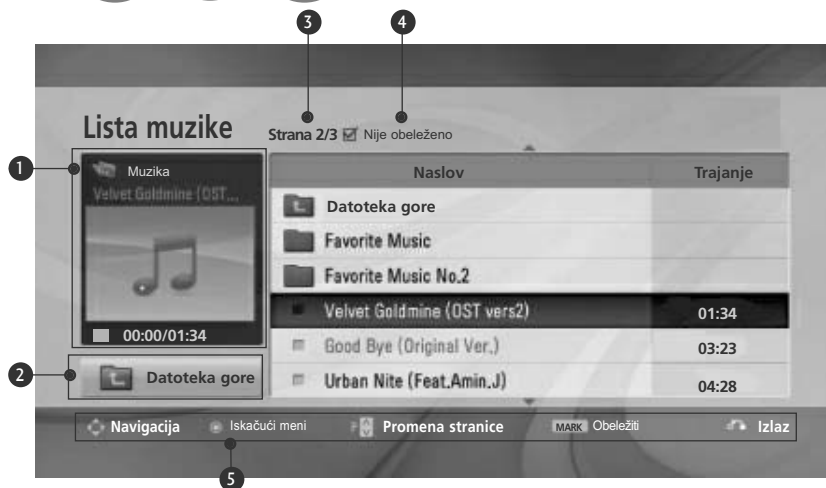 3 4
Lista muzike Strana 2/3 Nije obeleženo
1 Muzika Naslov Trajanje
Velvet Goldmine (OST...
Datoteka gore
Favorite Music
Favorite Music No.2
Velvet Goldmine (OST vers2) 01:34
00:00/01:34 Good Bye (Original Ver.) 03:23
2 Datoteka gore Urban Nite (Feat.Amin.J) 04:28
Navigacija Iskačući meni P Promena stranice MARK Obeležiti Izlaz
5